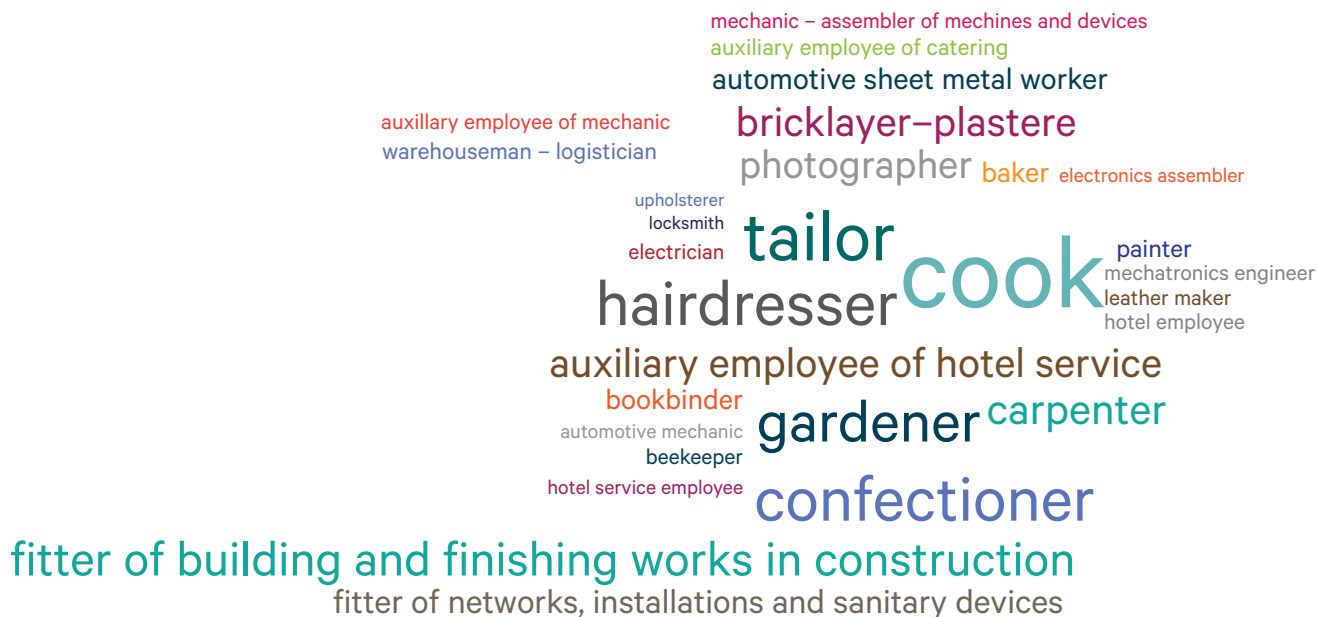 mechanic – assembler of mechines and devices
auxiliary employee of catering
automotive sheet metal worker
auxillary employee of mechanic
bricklayer–plastere
warehouseman – logistician
photographer baker electronics assembler
upholsterer
locksmith
electrician
tailor
cook
painter
mechatronics engineer
leather maker
hotel employee
hairdresser
auxiliary employee of hotel service
bookbinder
automotive mechanic
beekeeper
hotel service employee
gardener carpenter
confectioner
fitter of building and finishing works in construction
fitter of networks, installations and sanitary devices